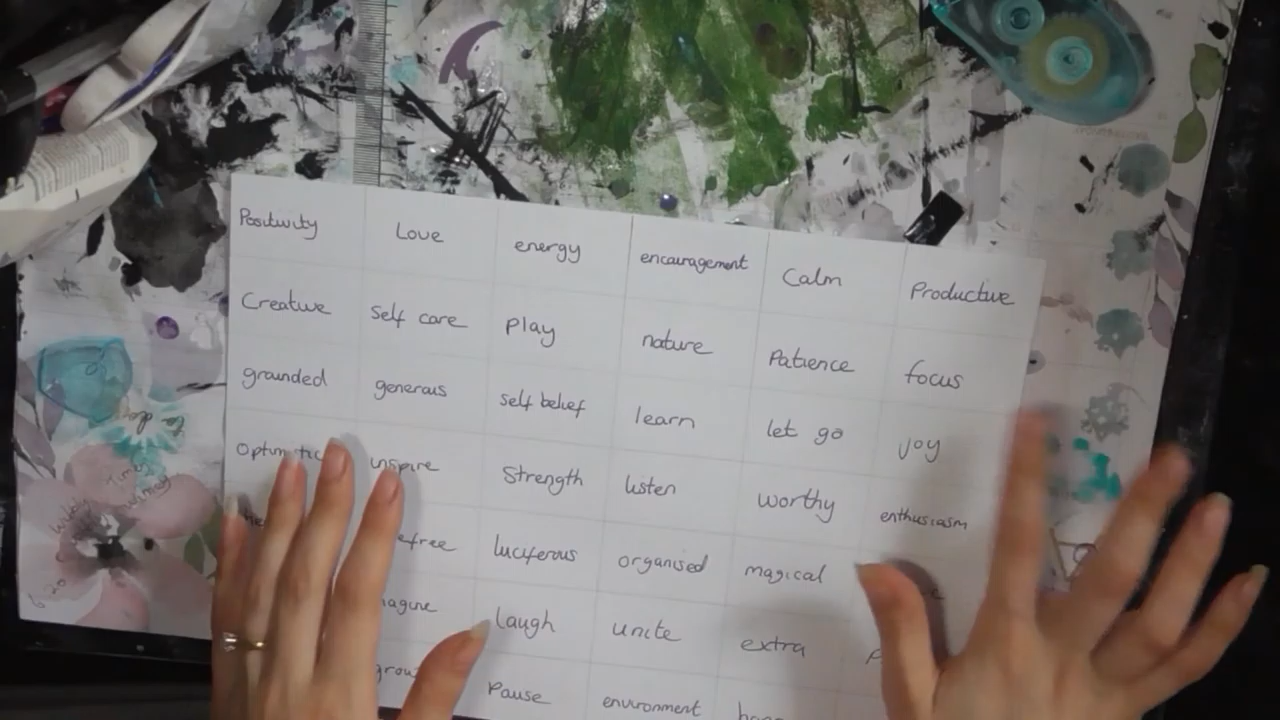 Positivity Love energy encouragement Calm Productive
Creative self care play nature Patience focus
grounded generous self belief learn let go joy
inspire Strength listen worthy enthusiasm
luciferous organised magical
laugh unite extra
Pause environment